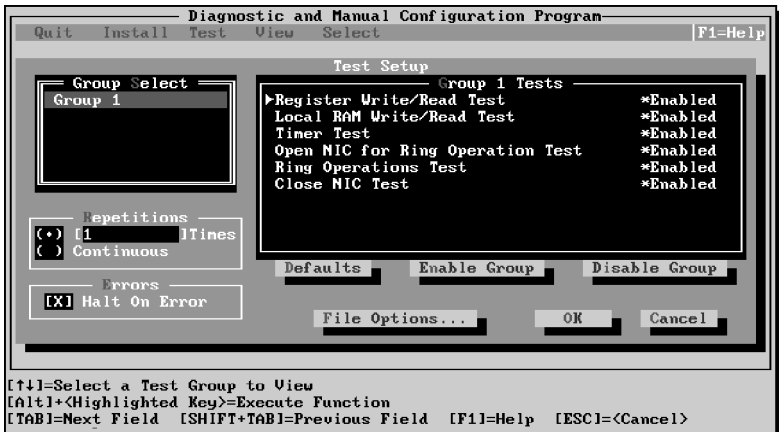 Diagnostic and Manual Configuration Program
Quit Install Test View Select F1=Help
Test Setup
Group Select
Group 1
Group 1 Tests
►Register Write/Read Test *Enabled
Local RAM Write/Read Test *Enabled
Timer Test *Enabled
Open NIC for Ring Operation Test *Enabled
Ring Operations Test *Enabled
Close NIC Test *Enabled
Repetitions
(•) [1 ]Times
( ) Continuous
Errors
[X] Halt On Error
Defaults Enable Group Disable Group
File Options... OK Cancel
[↑↓]=Select a Test Group to View
[Alt]+<Highlighted Key>=Execute Function
[TAB]=Next Field [SHIFT+TAB]=Previous Field [F1]=Help [ESC]=<Cancel>